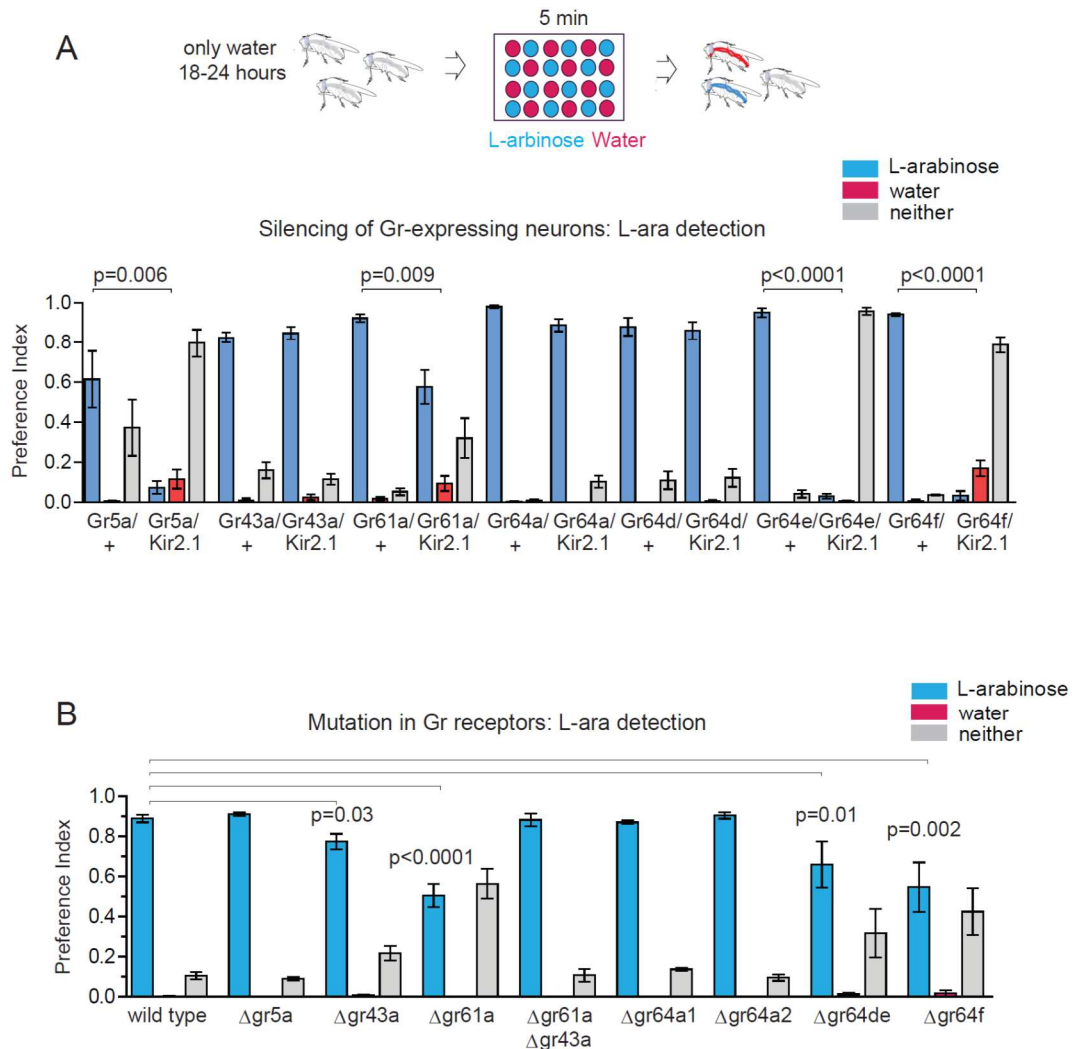 A
only water
18-24 hours
5 min
L-arbinose Water
L-arabinose
water
neither
Silencing of Gr-expressing neurons: L-ara detection
p=0.006
p=0.009
p<0.0001
p<0.0001
Preference Index
1.0
0.8
0.6
0.4
0.2
0.0
Gr5a/ Gr5a/ Gr43a/ Gr43a/ Gr61a/ Gr61a/ Gr64a/ Gr64a/ Gr64d/ Gr64d/ Gr64e/ Gr64e/ Gr64f/ Gr64f/
+ Kir2.1 + Kir2.1 + Kir2.1 + Kir2.1 + Kir2.1 + Kir2.1 + Kir2.1
B
L-arabinose
water
neither
Mutation in Gr receptors: L-ara detection
p=0.03
p<0.0001
p=0.01
p=0.002
Preference Index
1.0
0.8
0.6
0.4
0.2
0.0
wild type Δgr5a Δgr43a Δgr61a Δgr61a Δgr64a1 Δgr64a2 Δgr64de Δgr64f
Δgr43a